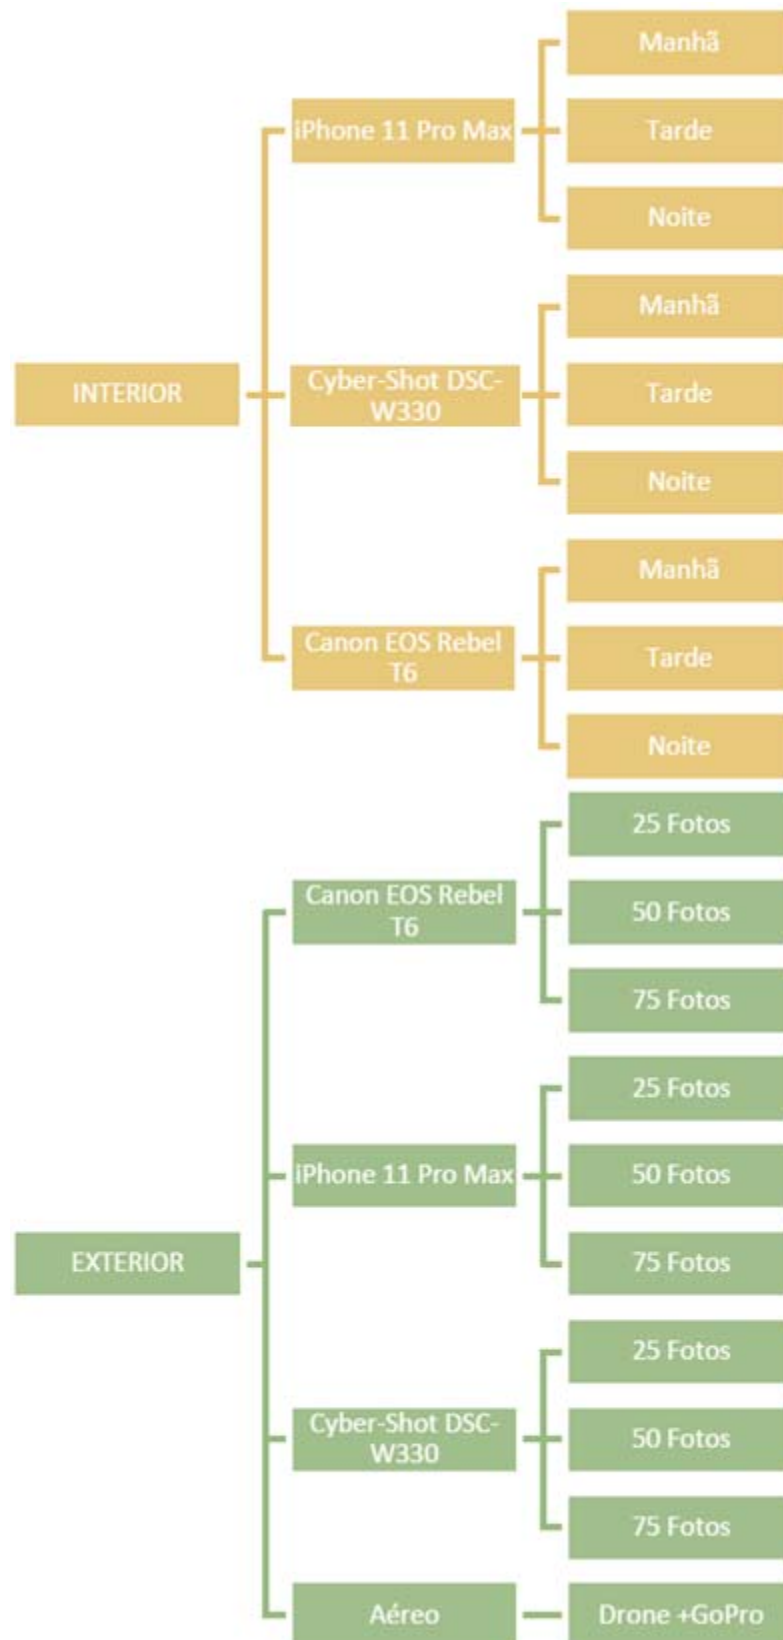 INTERIOR
iPhone 11 Pro Max
Manhã
Tarde
Noite
Cyber-Shot DSC-
W330
Manhã
Tarde
Noite
Canon EOS Rebel
T6
Manhã
Tarde
Noite
EXTERIOR
Canon EOS Rebel
T6
25 Fotos
50 Fotos
75 Fotos
iPhone 11 Pro Max
25 Fotos
50 Fotos
75 Fotos
Cyber-Shot DSC-
W330
25 Fotos
50 Fotos
75 Fotos
Aéreo
Drone +GoPro